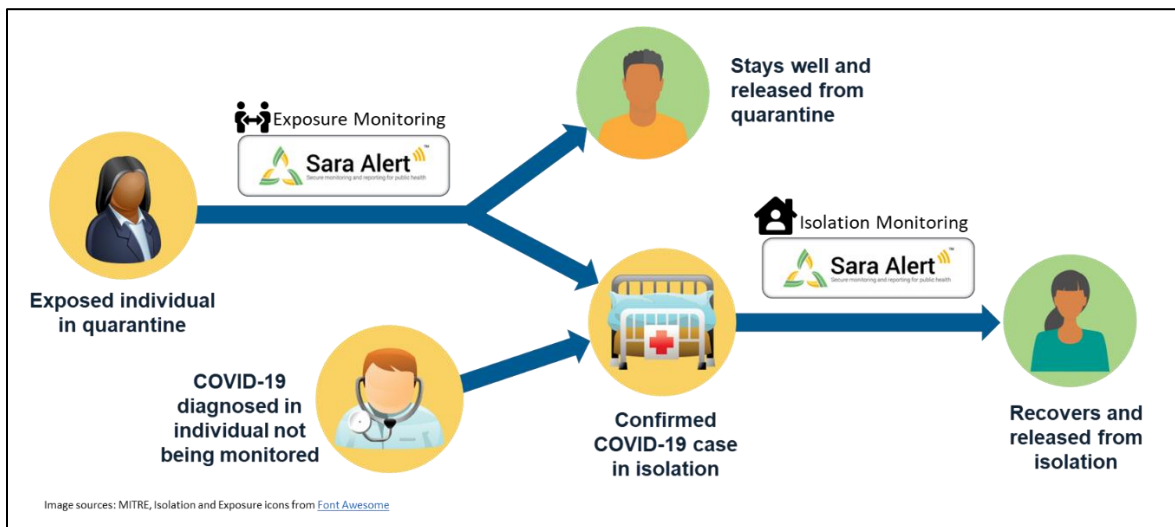 Exposure Monitoring
Sara Alert™
Secure monitoring and reporting for public health
Stays well and
released from
quarantine
Exposed individual
in quarantine
Isolation Monitoring
Sara Alert™
Secure monitoring and reporting for public health
COVID-19
diagnosed in
individual not
being monitored
Confirmed
COVID-19 case
in isolation
Recovers and
released from
isolation
Image sources: MITRE, Isolation and Exposure icons from Font Awesome